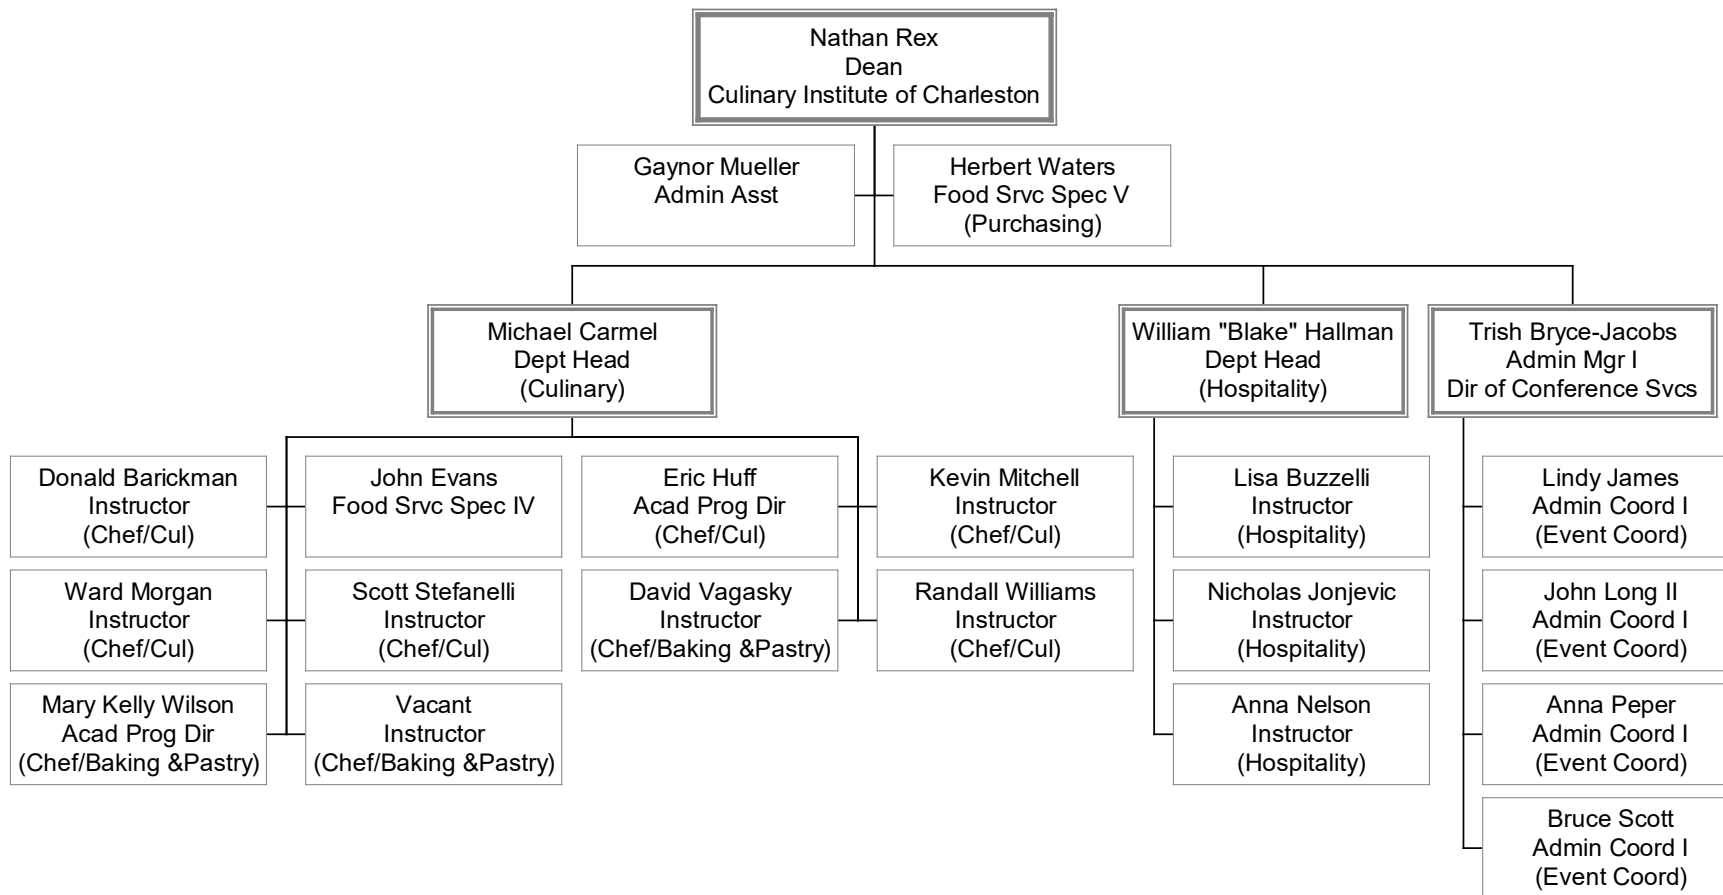 Nathan Rex
Dean
Culinary Institute of Charleston
Gaynor Mueller
Admin Asst
Herbert Waters
Food Srvc Spec V
(Purchasing)
Michael Carmel
Dept Head
(Culinary)
William "Blake" Hallman
Dept Head
(Hospitality)
Trish Bryce-Jacobs
Admin Mgr I
Dir of Conference Svcs
Donald Barickman
Instructor
(Chef/Cul)
John Evans
Food Srvc Spec IV
Eric Huff
Acad Prog Dir
(Chef/Cul)
Kevin Mitchell
Instructor
(Chef/Cul)
Lisa Buzzelli
Instructor
(Hospitality)
Lindy James
Admin Coord I
(Event Coord)
Ward Morgan
Instructor
(Chef/Cul)
Scott Stefanelli
Instructor
(Chef/Cul)
David Vagasky
Instructor
(Chef/Baking &Pastry)
Randall Williams
Instructor
(Chef/Cul)
Nicholas Jonjevic
Instructor
(Hospitality)
John Long II
Admin Coord I
(Event Coord)
Mary Kelly Wilson
Acad Prog Dir
(Chef/Baking &Pastry)
Vacant
Instructor
(Chef/Baking &Pastry)
Anna Nelson
Instructor
(Hospitality)
Anna Peper
Admin Coord I
(Event Coord)
Bruce Scott
Admin Coord I
(Event Coord)